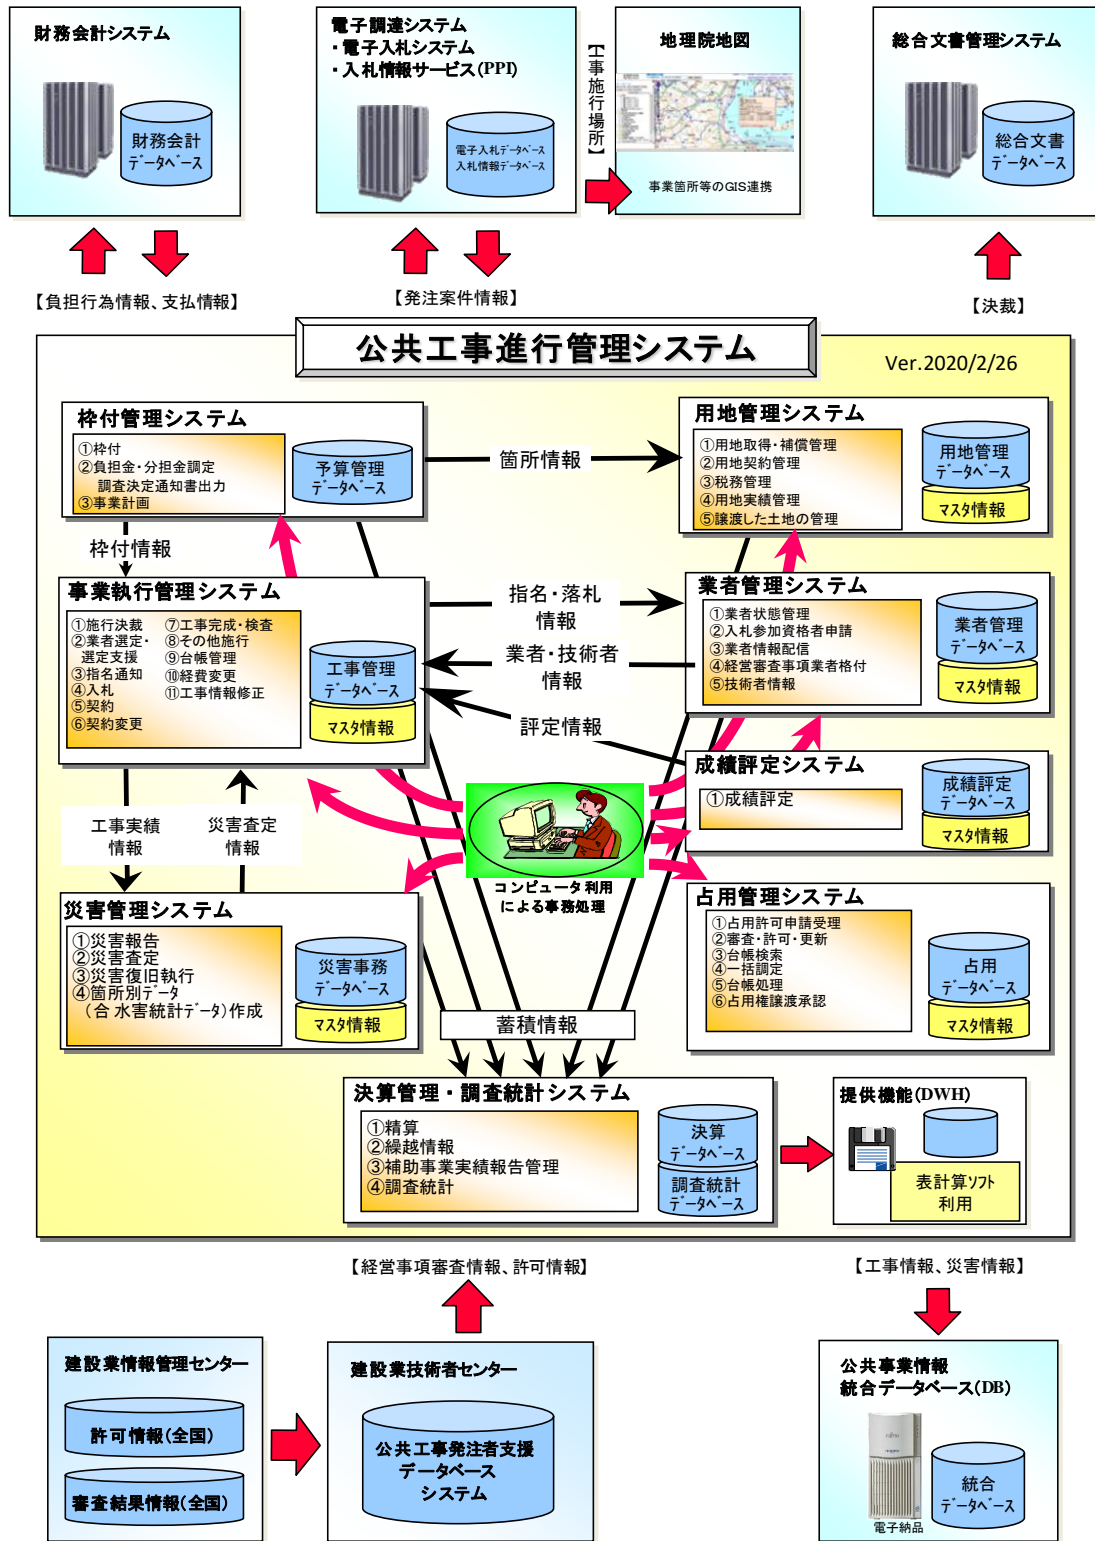 財務会計システム
財務会計
データベース
電子調達システム
・電子入札システム
・入札情報サービス(PPI)
電子入札データベース
入札情報データベース
【工事施行場所】
地理院地図
事業箇所等のGIS連携
総合文書管理システム
総合文書
データベース
【負担行為情報、支払情報】
【発注案件情報】
【決裁】
公共工事進行管理システム
Ver.2020/2/26
枠付管理システム
①枠付
②負担金・分担金調定
調査決定通知書出力
③事業計画
予算管理
データベース
箇所情報
用地管理システム
①用地取得・補償管理
②用地契約管理
③税務管理
④用地実績管理
⑤譲渡した土地の管理
用地管理
データベース
マスタ情報
枠付情報
事業執行管理システム
①施行決裁
②業者選定・
選定支援
③指名通知
④入札
⑤契約
⑥契約変更
⑦工事完成・検査
⑧その他施行
⑨台帳管理
⑩経費変更
⑪工事情報修正
工事管理
データベース
マスタ情報
指名・落札
情報
業者・技術者
情報
評定情報
業者管理システム
①業者状態管理
②入札参加資格者申請
③業者情報配信
④経営審査事項業者格付
⑤技術者情報
業者管理
データベース
マスタ情報
成績評定システム
①成績評定
成績評定
データベース
マスタ情報
工事実績
情報
災害査定
情報
コンピュータ利用
による事務処理
災害管理システム
①災害報告
②災害査定
③災害復旧執行
④箇所別データ
(合 水害統計データ)作成
災害事務
データベース
マスタ情報
占用管理システム
①占用許可申請受理
②審査・許可・更新
③台帳検索
④一括調定
⑤台帳処理
⑥占用権譲渡承認
占用
データベース
マスタ情報
蓄積情報
決算管理・調査統計システム
①精算
②繰越情報
③補助事業実績報告管理
④調査統計
決算
データベース
調査統計
データベース
提供機能(DWH)
表計算ソフト
利用
【経営事項審査情報、許可情報】
【工事情報、災害情報】
建設業情報管理センター
許可情報(全国)
審査結果情報(全国)
建設業技術者センター
公共工事発注者支援
データベース
システム
公共事業情報
統合データベース(DB)
統合
データベース
電子納品